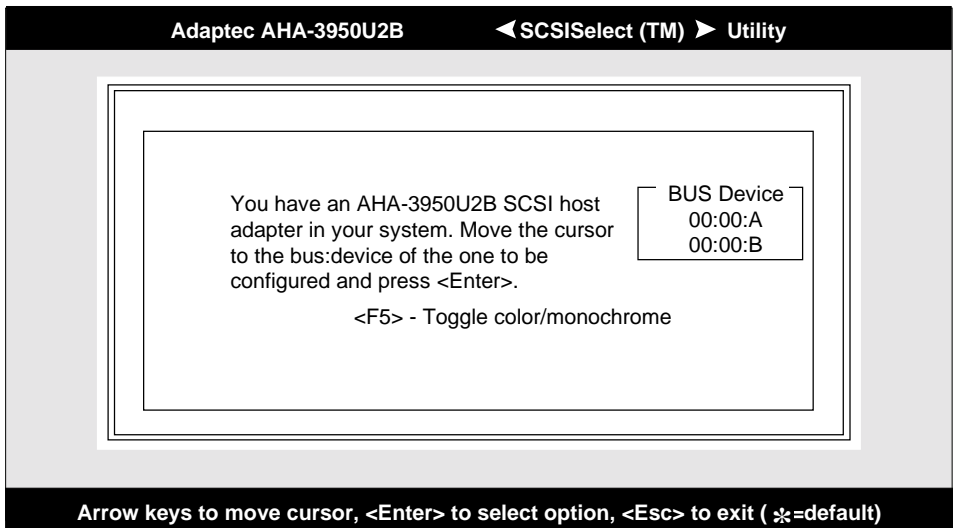 Adaptec AHA-3950U2B ◄SCSISelect (TM) ➤ Utility
You have an AHA-3950U2B SCSI host
adapter in your system. Move the cursor
to the bus:device of the one to be
configured and press <Enter>.
BUS Device
00:00:A
00:00:B
<F5> - Toggle color/monochrome
Arrow keys to move cursor, <Enter> to select option, <Esc> to exit ( *=default)